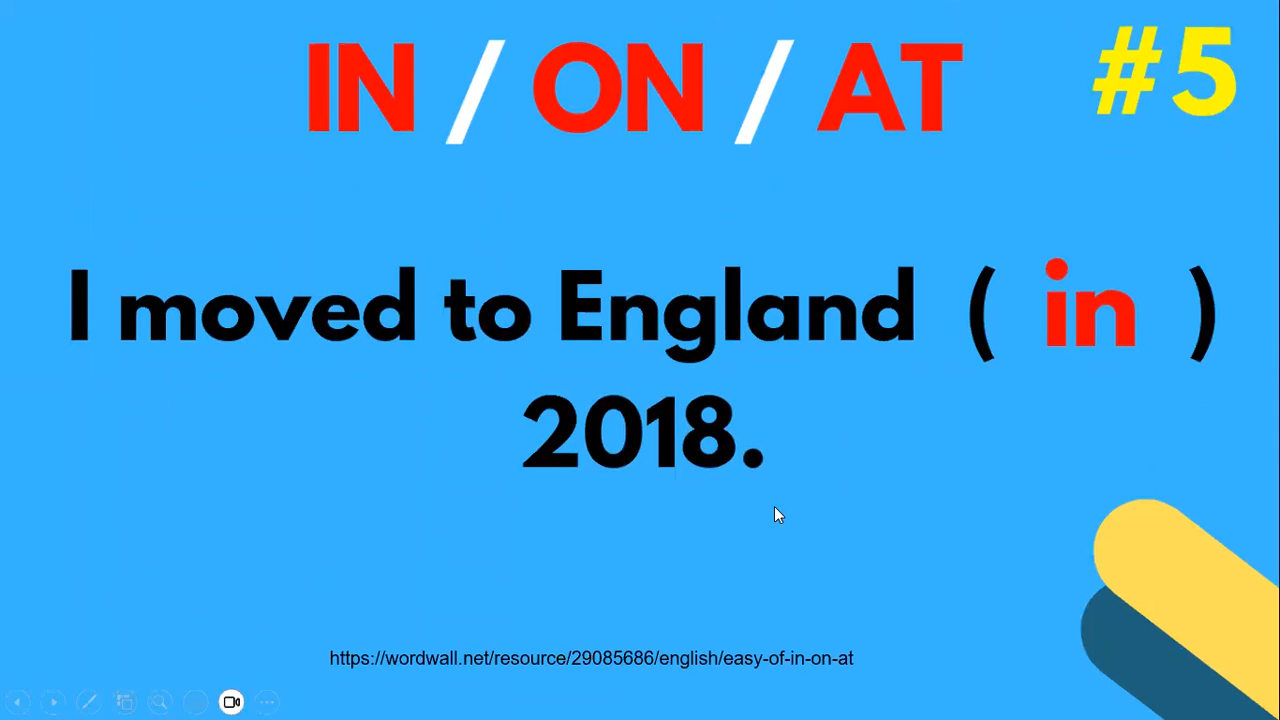 IN / ON / AT
#5
I moved to England ( in )
2018.
https://wordwall.net/resource/29085686/english/easy-of-in-on-at